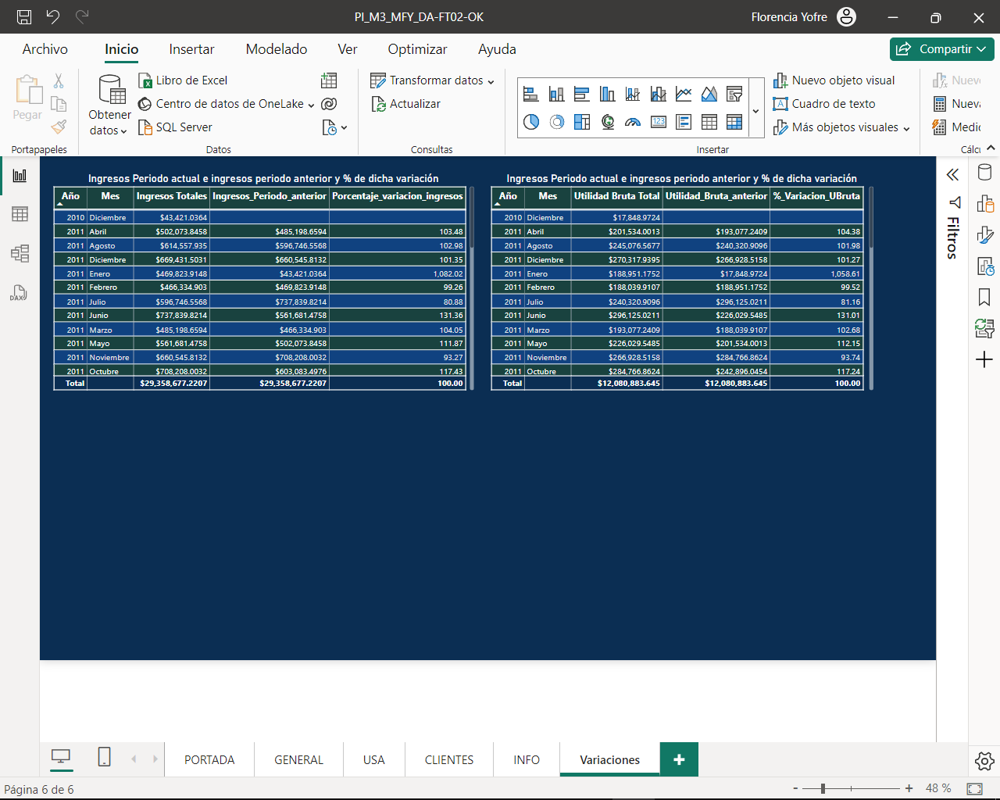 PI_M3_MFY_DA-FT02-OK
Florencia Yofre
Archivo
Inicio
Insertar
Modelado
Ver
Optimizar
Ayuda
Compartir
Pegar
Portapapeles
Obtener
datos
Libro de Excel
Centro de datos de OneLake
SQL Server
Datos
Transformar datos
Actualizar
Consultas
Insertar
Nuevo objeto visual
Cuadro de texto
Más objetos visuales
Nuev
Nueva
Medic
Cálcu
Ingresos Periodo actual e ingresos periodo anterior y % de dicha variación
Año Mes Ingresos Totales Ingresos_Periodo_anterior Porcentaje_variacion_ingresos
2010 Diciembre $43,421.0364
2011 Abril $502,073.8458 $485,198.6594 103.48
2011 Agosto $614,557.935 $596,746.5568 102.98
2011 Diciembre $669,431.5031 $660,545.8132 101.35
2011 Enero $469,823.9148 $43,421.0364 1,082.02
2011 Febrero $466,334.903 $469,823.9148 99.26
2011 Julio $596,746.5568 $737,839.8214 80.88
2011 Junio $737,839.8214 $561,681.4758 131.36
2011 Marzo $485,198.6594 $466,334.903 104.05
2011 Mayo $561,681.4758 $502,073.8458 111.87
2011 Noviembre $660,545.8132 $708,208.0032 93.27
2011 Octubre $708,208.0032 $603,083.4976 117.43
Total $29,358,677.2207 $29,358,677.2207 100.00
Ingresos Periodo actual e ingresos periodo anterior y % de dicha variación
Año Mes Utilidad Bruta Total Utilidad_Bruta_anterior %_Variacion_UBruta
2010 Diciembre $17,848.9724
2011 Abril $201,534.0013 $193,077.2409 104.38
2011 Agosto $245,076.5677 $240,320.9096 101.98
2011 Diciembre $270,317.9395 $266,928.5158 101.27
2011 Enero $188,951.1752 $17,848.9724 1,058.61
2011 Febrero $188,039.9107 $188,951.1752 99.52
2011 Julio $240,320.9096 $296,125.0211 81.16
2011 Junio $296,125.0211 $226,029.5485 131.01
2011 Marzo $193,077.2409 $188,039.9107 102.68
2011 Mayo $226,029.5485 $201,534.0013 112.15
2011 Noviembre $266,928.5158 $284,766.8624 93.74
2011 Octubre $284,766.8624 $242,896.0454 117.24
Total $12,080,883.645 $12,080,883.645 100.00
Filtros
PORTADA
GENERAL
USA
CLIENTES
INFO
Variaciones
Página 6 de 6
48 %